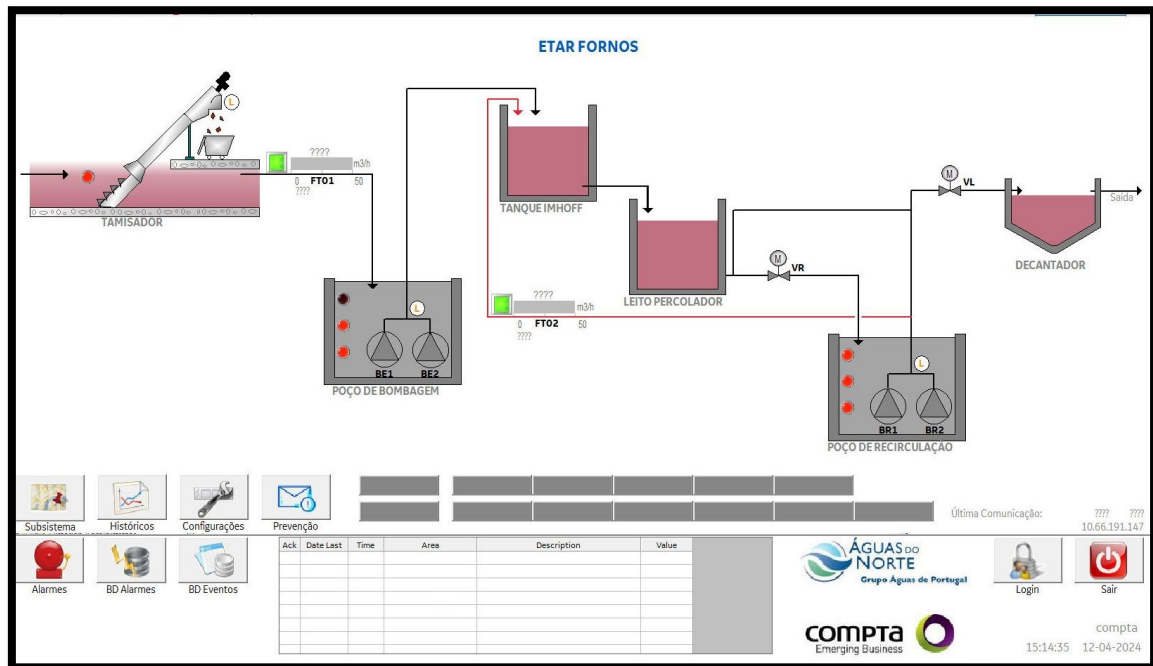 ETAR FORNOS
L
????
m3/h
0 FT01 50
????
TAMISADOR
TANQUE IMHOFF
M
VL
Saída
DECANTADOR
M
VR
LEITO PERCOLADOR
????
m3/h
0 FT02 50
????
L
BE1 BE2
POÇO DE BOMBAGEM
L
BR1 BR2
POÇO DE RECIRCULAÇÃO
Subsistema
Históricos
Configurações
Prevenção
Última Comunicação: ???? ????
10.66.191.147
Alarmes
BD Alarmes
BD Eventos
Ack Date Last Time Area Description Value
ÁGUAS DO
NORTE
Grupo Águas de Portugal
Login
Sair
compta
Emerging Business
compta
15:14:35 12-04-2024